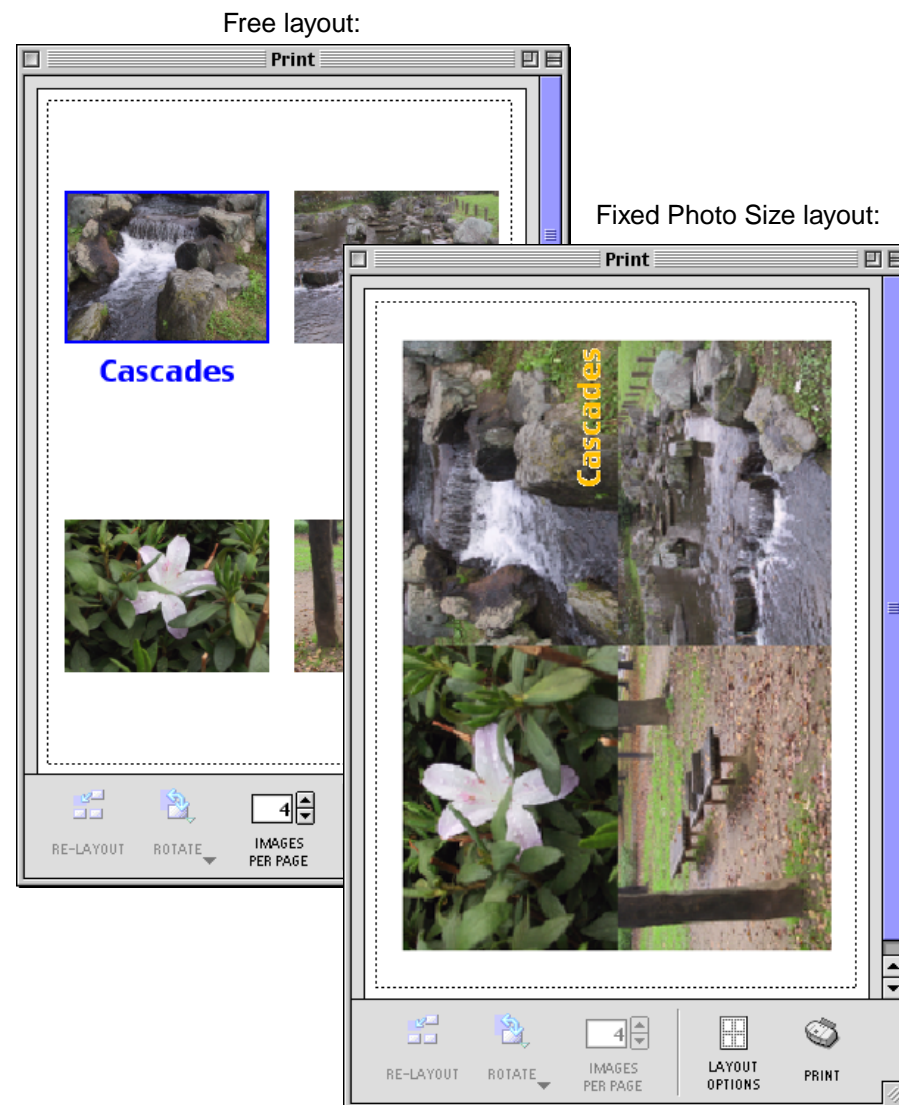 Free layout:
Print
Cascades
RE-LAYOUT
ROTATE
4
IMAGES
PER PAGE
Fixed Photo Size layout:
Print
Cascades
RE-LAYOUT
ROTATE
4
IMAGES
PER PAGE
LAYOUT
OPTIONS
PRINT